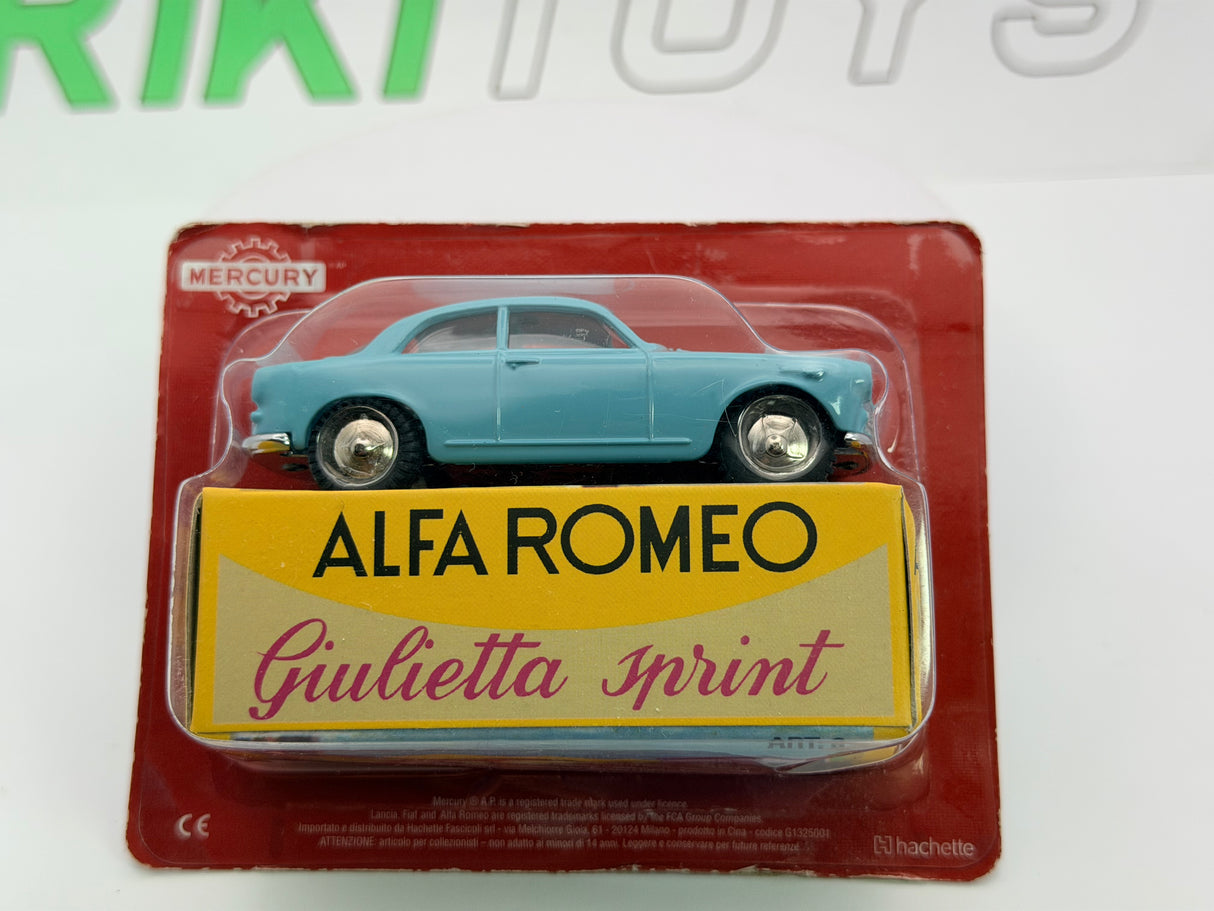 RIKITOYS
MERCURY
ALFA ROMEO
Giulietta sprint
ART.
Mercury ® A.P. is a registered trade mark used under licence.
Lancia, Fiat and Alfa Romeo are registered trademarks licensed by the FCA Group Companies.
Importato e distribuito da Hachette Fascicoli srl - via Melchiorre Gioia, 61 - 20124 Milano - prodotto in Cina - codice G1325001
ATTENZIONE: articolo per collezionisti - non adatto ai minori di 14 anni. Leggere e conservare per future referenze.
CE
hachette